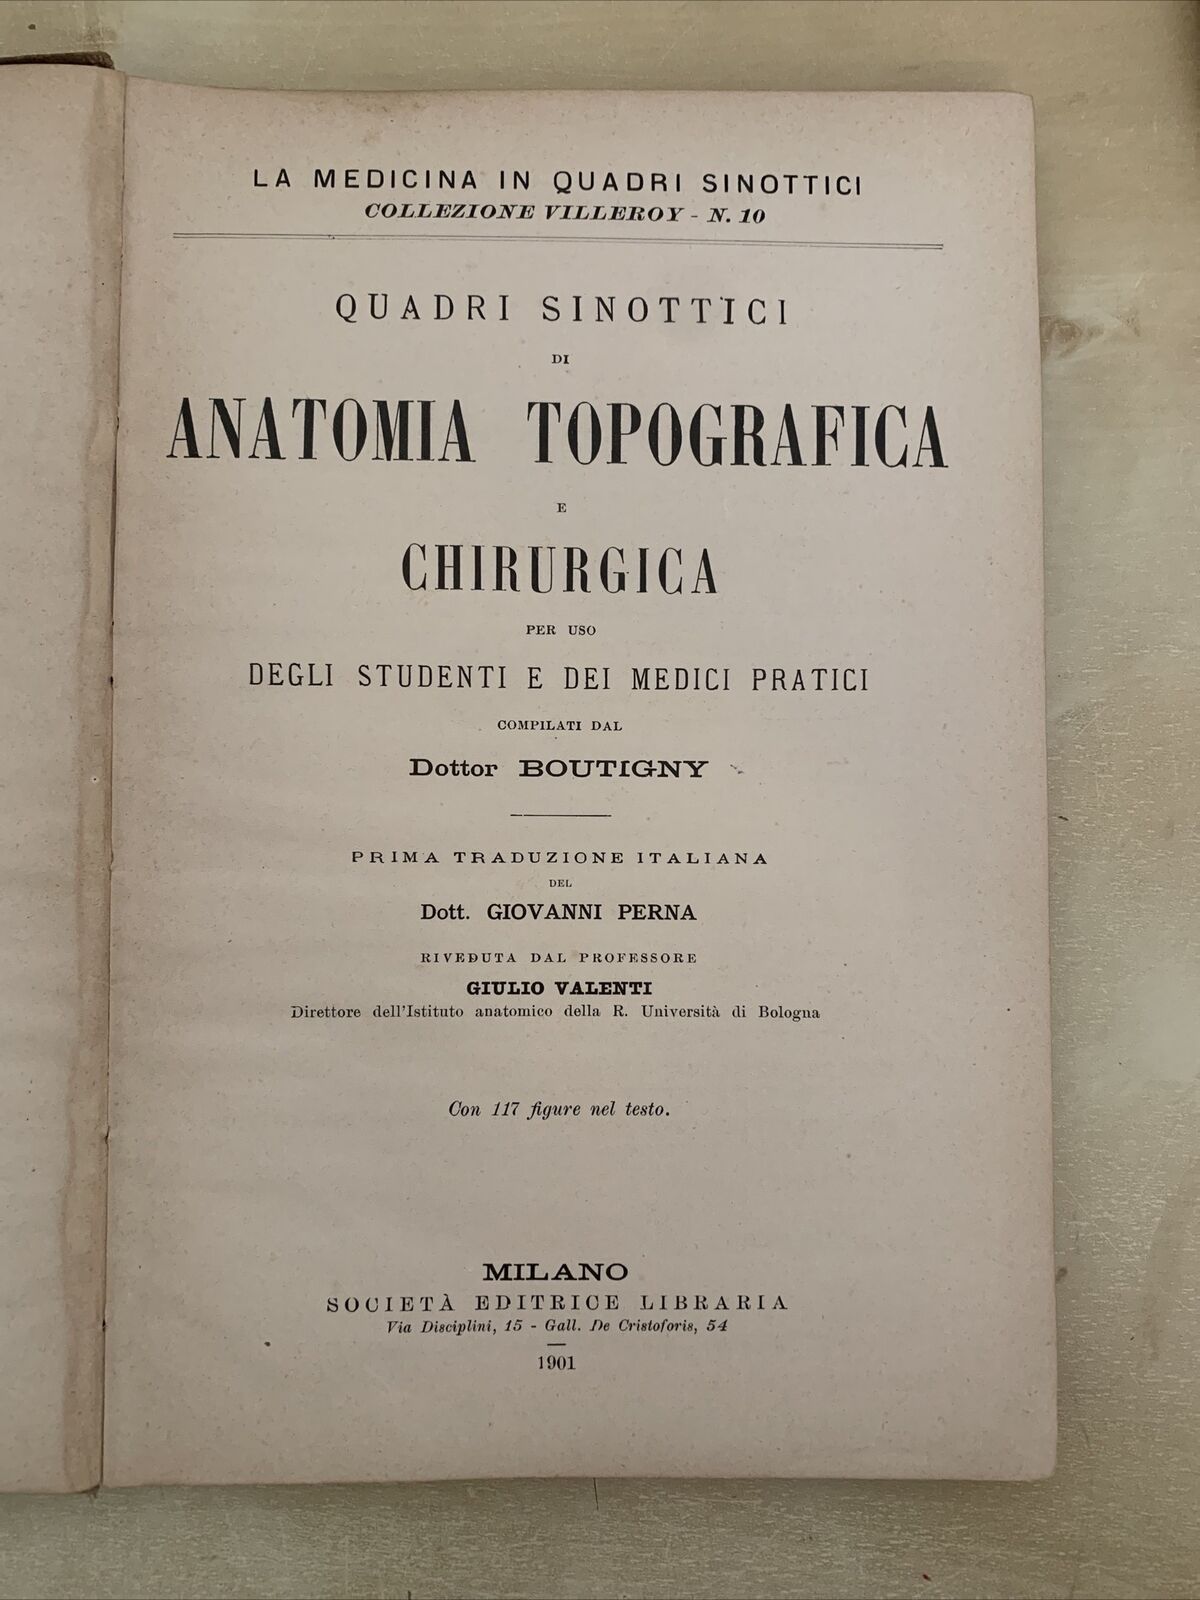 LA MEDICINA IN QUADRI SINOTTICI
COLLEZIONE VILLEROY - N. 10
QUADRI SINOTTICI
DI
ANATOMIA TOPOGRAFICA
E
CHIRURGICA
PER USO
DEGLI STUDENTI E DEI MEDICI PRATICI
COMPILATI DAL
Dottor BOUTIGNY
PRIMA TRADUZIONE ITALIANA
DEL
Dott. GIOVANNI PERNA
RIVEDUTA DAL PROFESSORE
GIULIO VALENTI
Direttore dell'Istituto anatomico della R. Università di Bologna
Con 117 figure nel testo.
MILANO
SOCIETÀ EDITRICE LIBRARIA
Via Disciplini, 15 - Gall. De Cristoforis, 54
1901